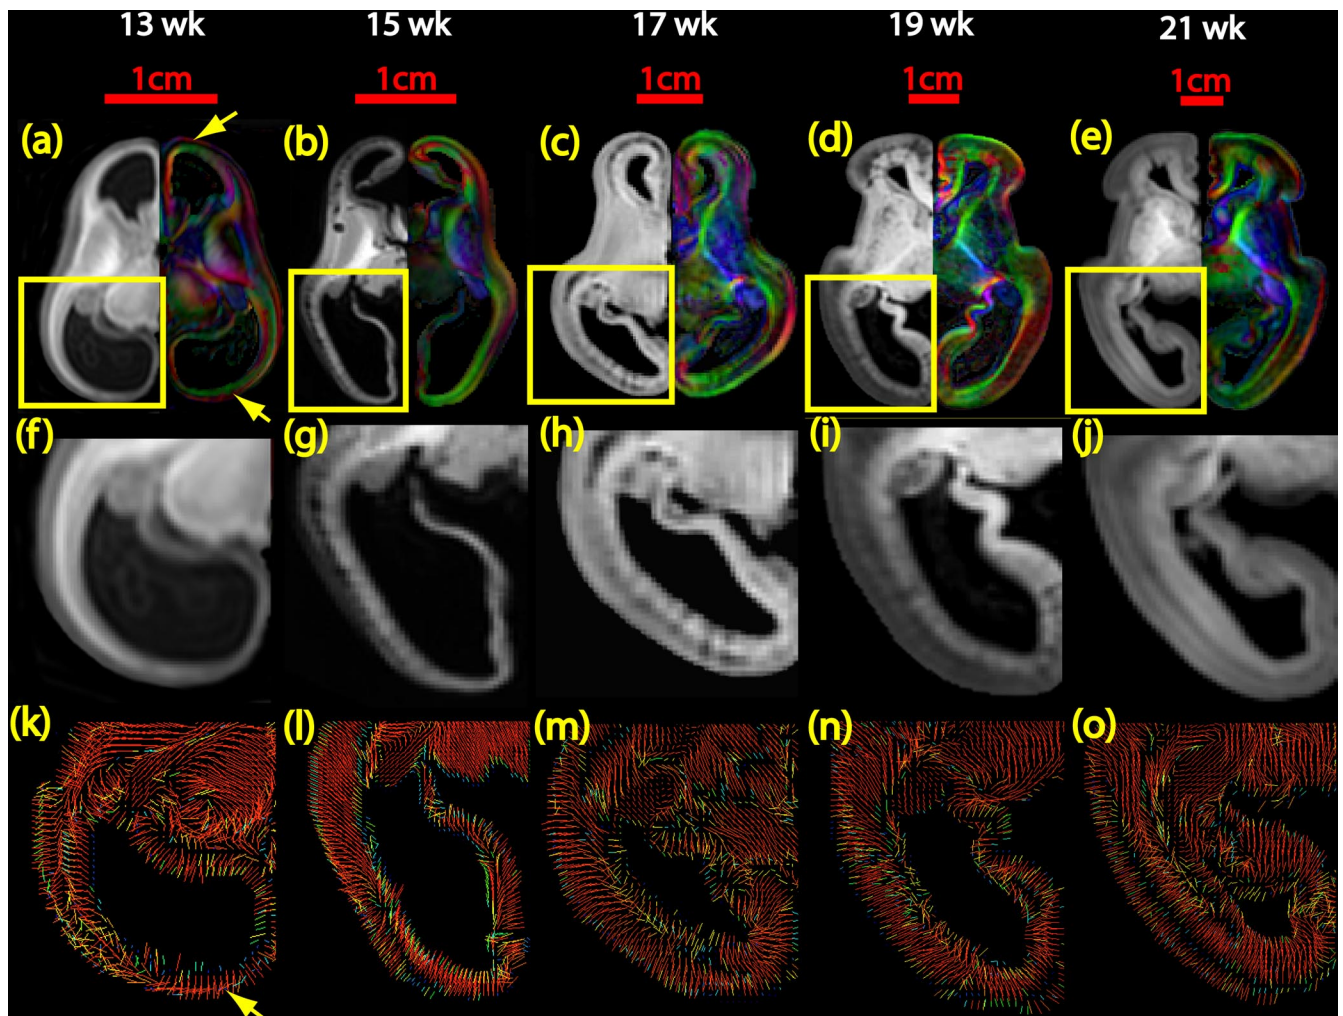 13 wk 15 wk 17 wk 19 wk 21 wk
1cm 1cm 1cm 1cm 1cm
(a) (b) (c) (d) (e)
(f) (g) (h) (i) (j)
(k) (l) (m) (n) (o)